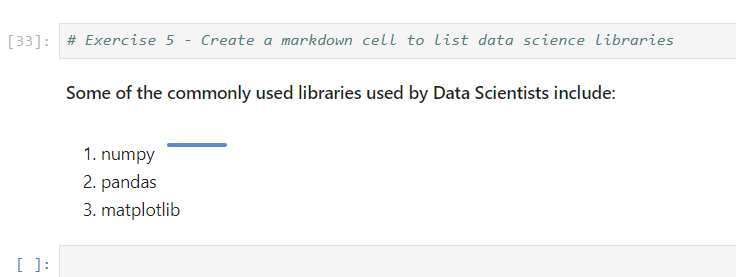 [33]: # Exercise 5 - Create a markdown cell to list data science libraries
Some of the commonly used libraries used by Data Scientists include:
1. numpy
2. pandas
3. matplotlib
[ ]: